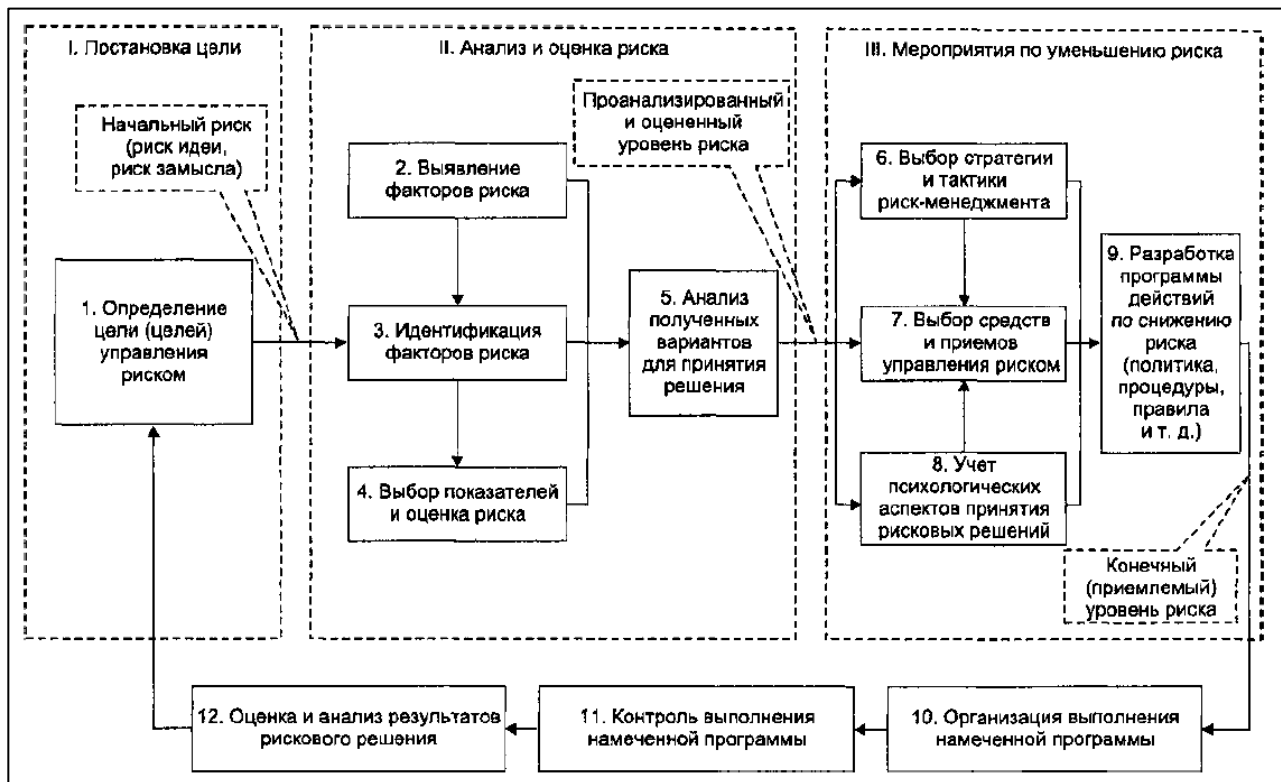 I. Постановка цели
Начальный риск
(риск идеи,
риск замысла)
1. Определение
цели (целей)
управления
риском
II. Анализ и оценка риска
Проанализированный
и оцененный
уровень риска
2. Выявление
факторов риска
3. Идентификация
факторов риска
4. Выбор показателей
и оценка риска
5. Анализ
полученных
вариантов
для принятия
решения
III. Мероприятия по уменьшению риска
6. Выбор стратегии
и тактики
риск-менеджмента
7. Выбор средств
и приемов
управления риском
8. Учет
психологических
аспектов принятия
рисковых решений
9. Разработка
программы
действий
по снижению
риска
(политика,
процедуры,
правила
и т. д.)
Конечный
(приемлемый)
уровень риска
12. Оценка и анализ результатов
рискового решения
11. Контроль выполнения
намеченной программы
10. Организация выполнения
намеченной программы